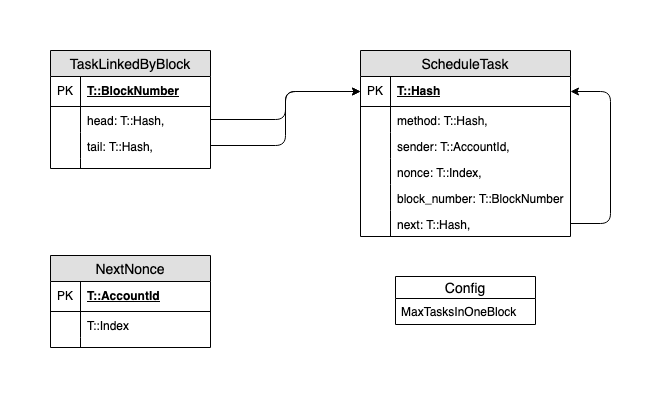 TaskLinkedByBlock
PK T::BlockNumber
head: T::Hash,
tail: T::Hash,
ScheduleTask
PK T::Hash
method: T::Hash,
sender: T::AccountId,
nonce: T::Index,
block_number: T::BlockNumber
next: T::Hash,
NextNonce
PK T::AccountId
T::Index
Config
MaxTasksInOneBlock